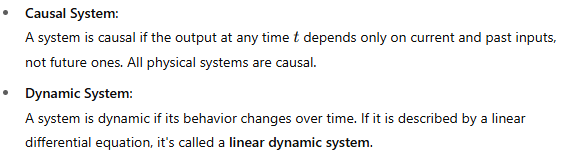 Causal System:
A system is causal if the output at any time t depends only on current and past inputs,
not future ones. All physical systems are causal.
Dynamic System:
A system is dynamic if its behavior changes over time. If it is described by a linear
differential equation, it's called a linear dynamic system.